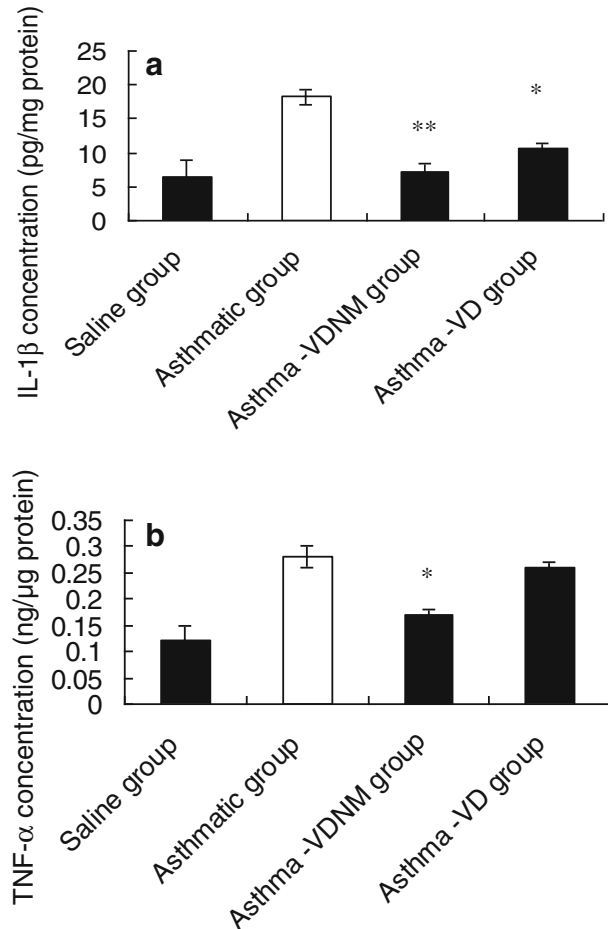 IL-1β concentration (pg/mg protein)
a
25
20
15
10
5
0
**
*
Saline group
Asthmatic group
Asthma -VDNM group
Asthma -VD group
TNF-α concentration (ng/µg protein)
b
0.35
0.3
0.25
0.2
0.15
0.1
0.05
0
*
Saline group
Asthmatic group
Asthma -VDNM group
Asthma -VD group